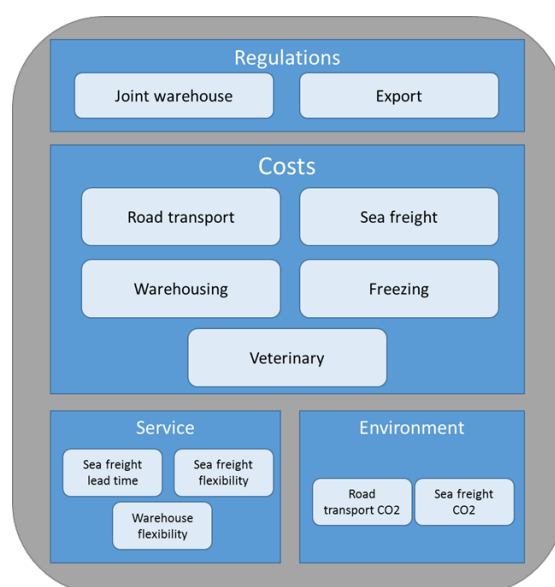 Regulations
Joint warehouse
Export
Costs
Road transport
Sea freight
Warehousing
Freezing
Veterinary
Service
Sea freight
lead time
Sea freight
flexibility
Warehouse
flexibility
Environment
Road
transport CO2
Sea freight
CO2